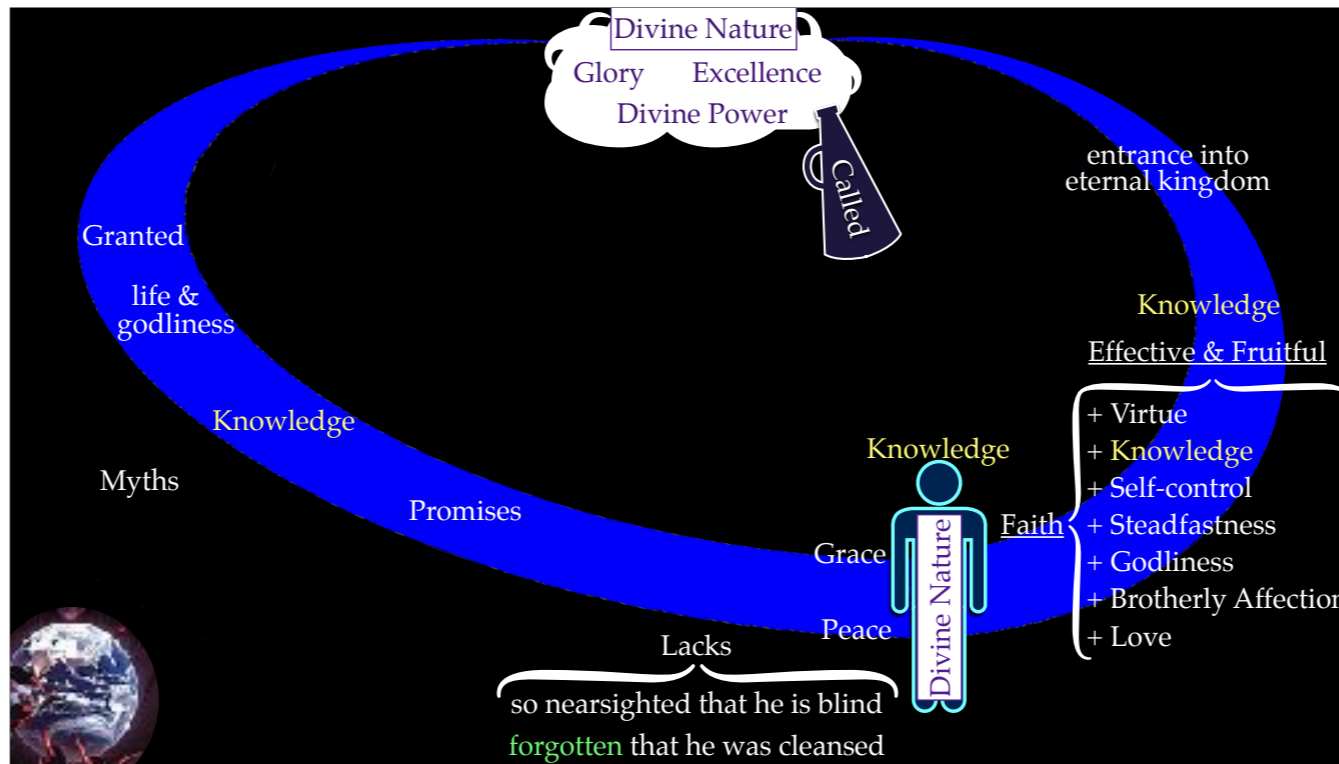 Divine Nature
Glory Excellence
Divine Power
Called
entrance into
eternal kingdom
Granted
life &
godliness
Knowledge
Effective & Fruitful
Knowledge
Myths
Promises
Knowledge
Grace
Peace
Divine Nature
Faith
+ Virtue
+ Knowledge
+ Self-control
+ Steadfastness
+ Godliness
+ Brotherly Affection
+ Love
Lacks
so nearsighted that he is blind
forgotten that he was cleansed